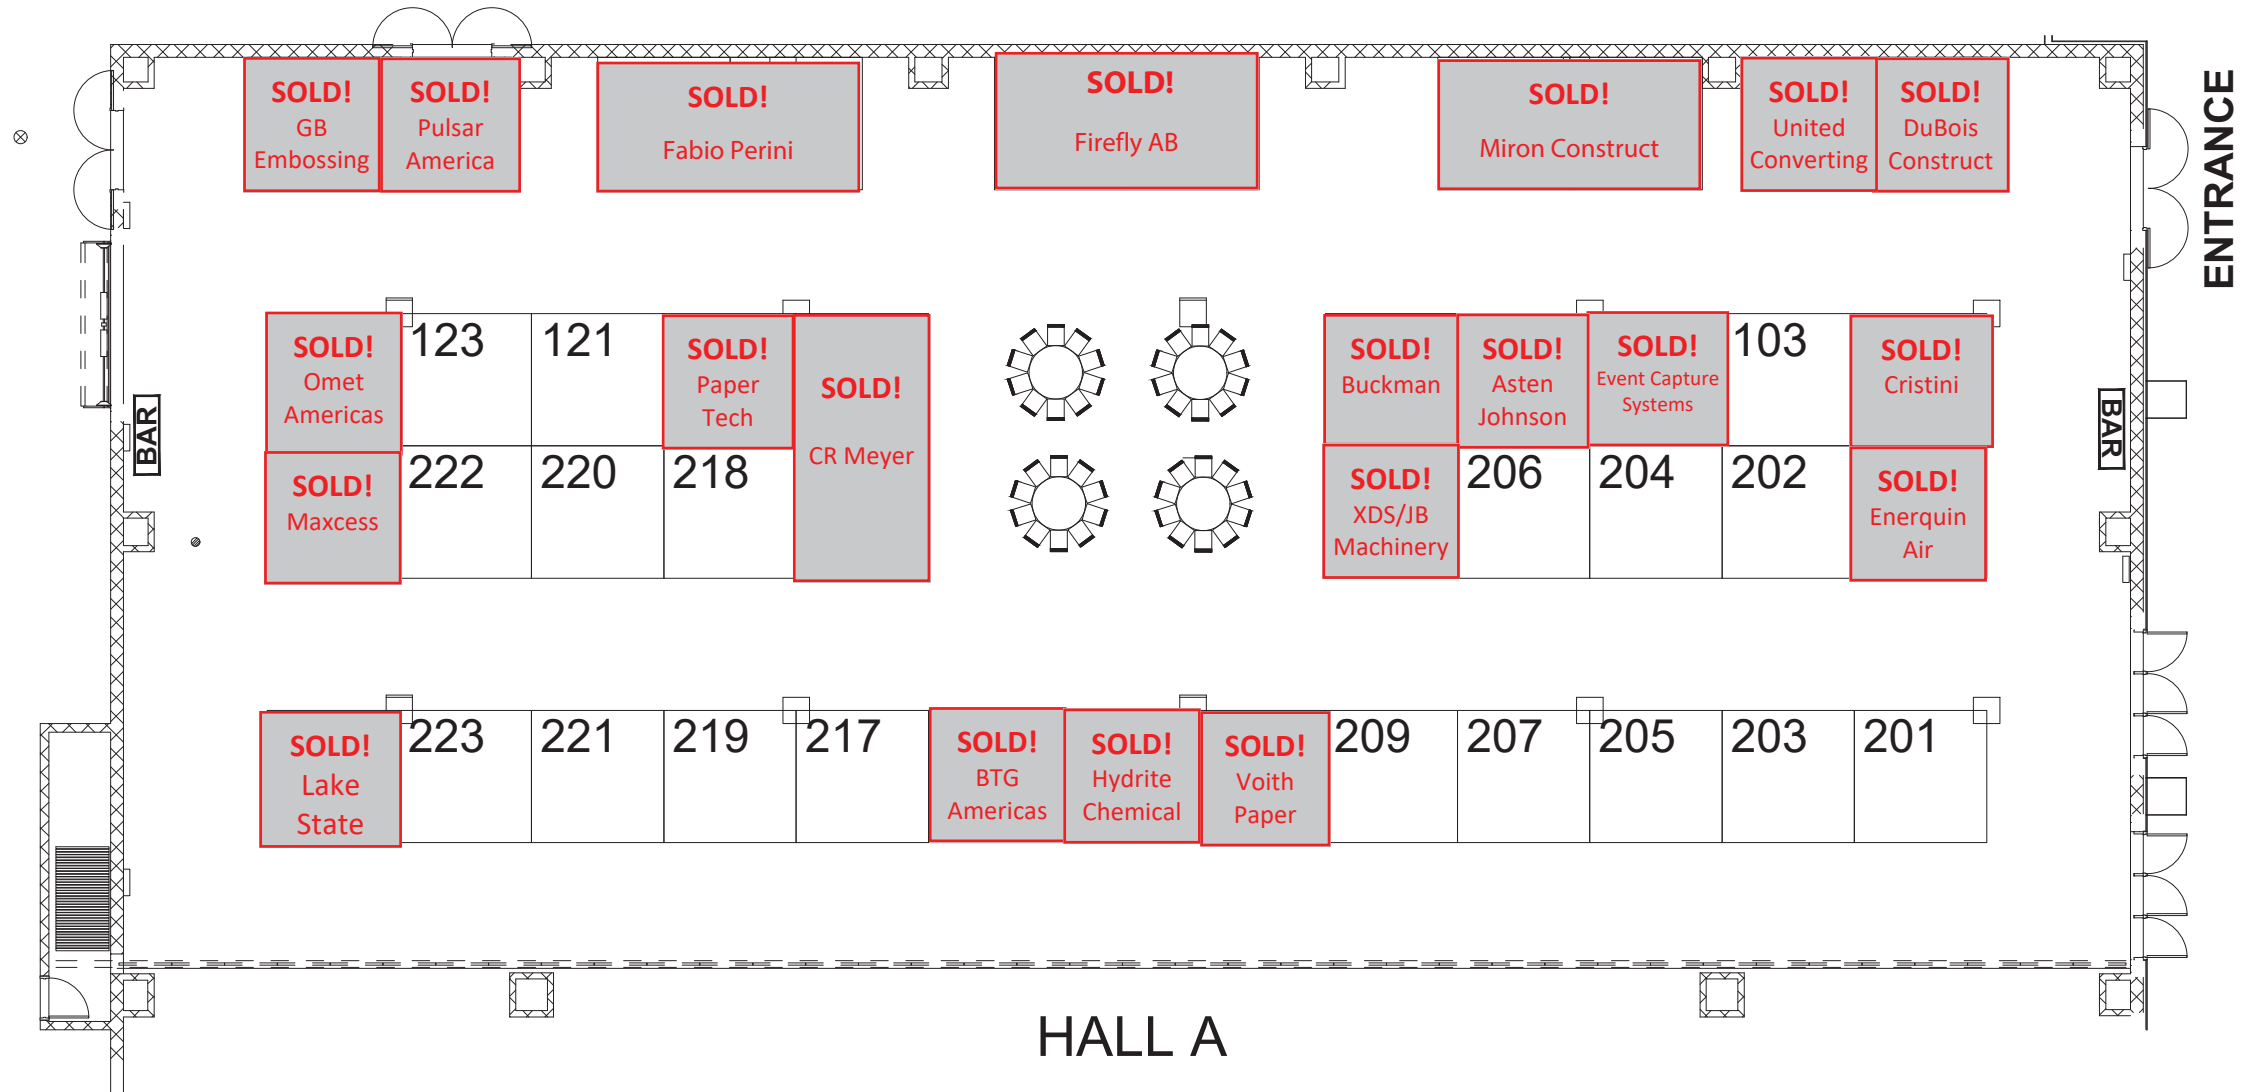 SOLD!
GB
Embossing
SOLD!
Pulsar
America
SOLD!
Fabio Perini
SOLD!
Firefly AB
SOLD!
Miron Construct
SOLD!
United
Converting
SOLD!
DuBois
Construct
ENTRANCE
SOLD!
Omet
Americas
123
121
SOLD!
Paper
Tech
SOLD!
CR Meyer
SOLD!
Buckman
SOLD!
Asten
Johnson
SOLD!
Event Capture
Systems
103
SOLD!
Cristini
BAR
BAR
SOLD!
Maxcess
222
220
218
SOLD!
XDS/JB
Machinery
206
204
202
SOLD!
Enerquin
Air
SOLD!
Lake
State
223
221
219
217
SOLD!
BTG
Americas
SOLD!
Hydrite
Chemical
SOLD!
Voith
Paper
209
207
205
203
201
HALL A